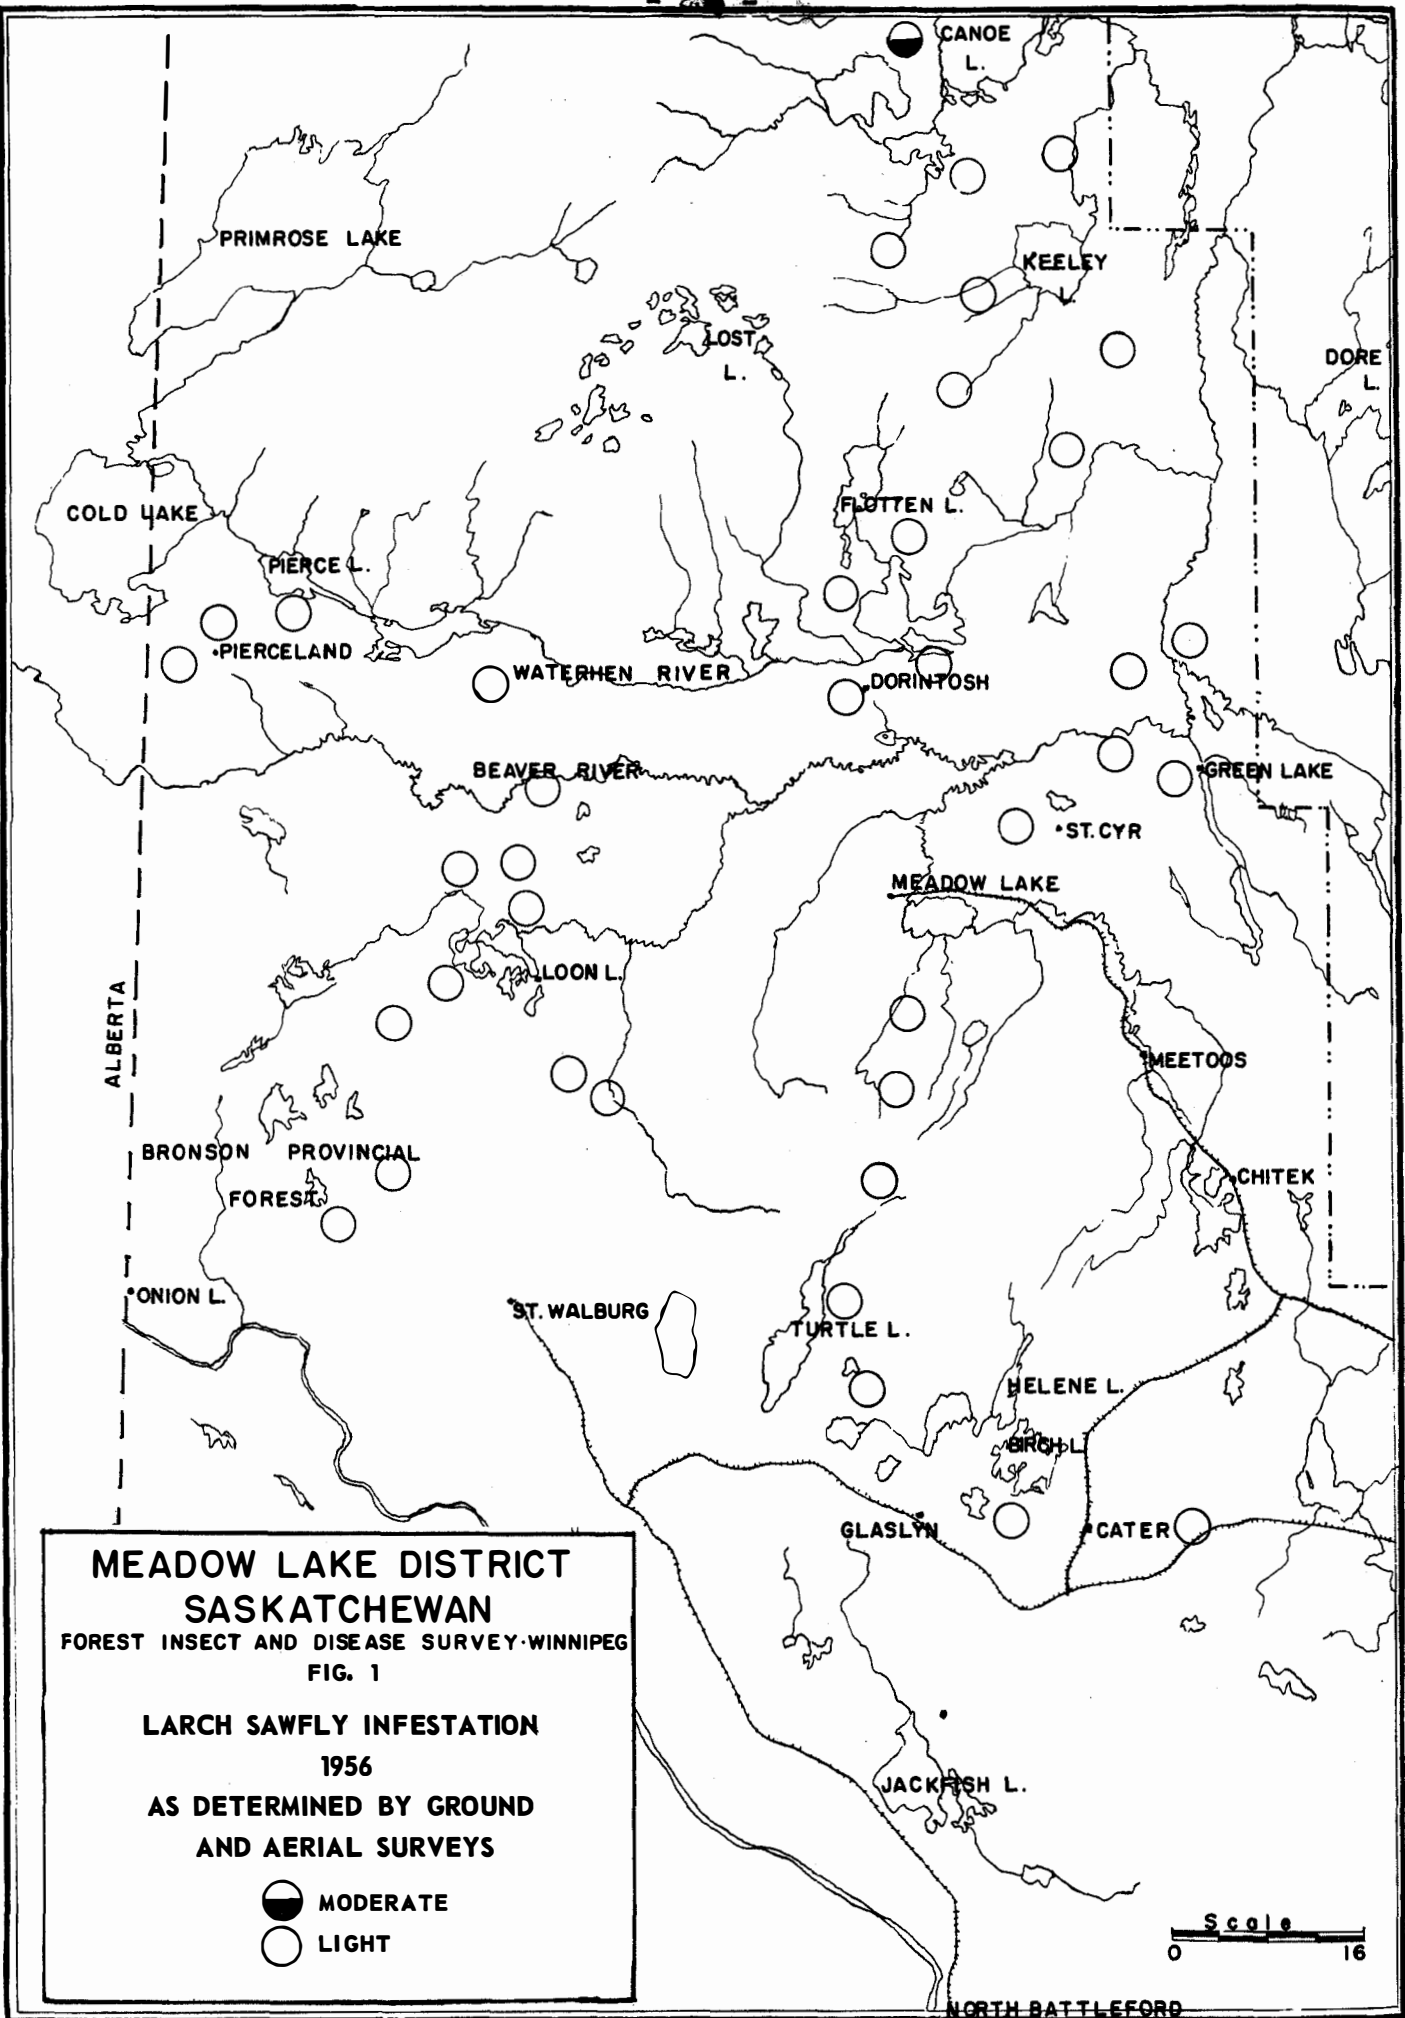 CANOE
L.
PRIMROSE LAKE
KEELEY
L.
LOST
L.
DORE
L.
COLD LAKE
FLOTTEN L.
PIERCE L.
PIERCELAND
WATERHEN RIVER
DORINTOSH
BEAVER RIVER
GREEN LAKE
ST. CYR
MEADOW LAKE
LOON L.
ALBERTA
MEETOOS
BRONSON PROVINCIAL
FOREST
CHITEK
ONION L.
ST. WALBURG
TURTLE L.
HELENE L.
BIRCH L.
GLASLYN
CATER
MEADOW LAKE DISTRICT
SASKATCHEWAN
FOREST INSECT AND DISEASE SURVEY·WINNIPEG
FIG. 1
LARCH SAWFLY INFESTATION
1956
AS DETERMINED BY GROUND
AND AERIAL SURVEYS
MODERATE
LIGHT
JACKFISH L.
Scale
0 16
NORTH BATTLEFORD